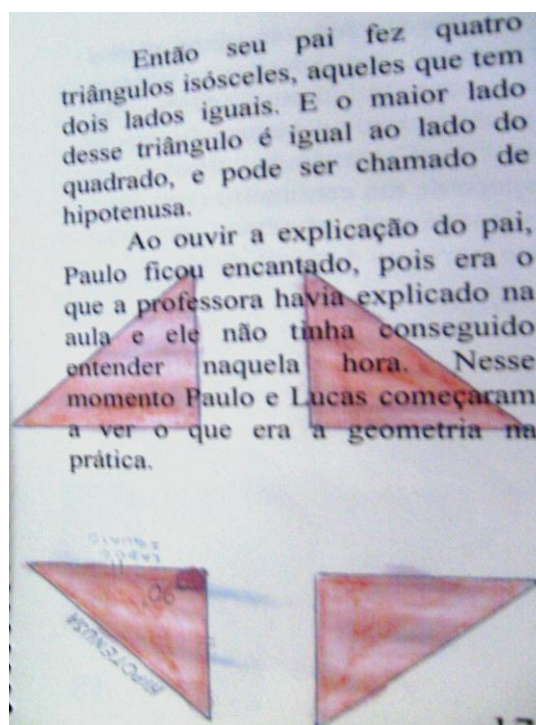 Então seu pai fez quatro
triângulos isósceles, aqueles que tem
dois lados iguais. E o maior lado
desse triângulo é igual ao lado do
quadrado, e pode ser chamado de
hipotenusa.
Ao ouvir a explicação do pai,
Paulo ficou encantado, pois era o
que a professora havia explicado na
aula e ele não tinha conseguido
entender naquela hora. Nesse
momento Paulo e Lucas começaram
a ver o que era a geometria na
prática.
LADOS
IGUAIS
90°
HIPOTENUSA